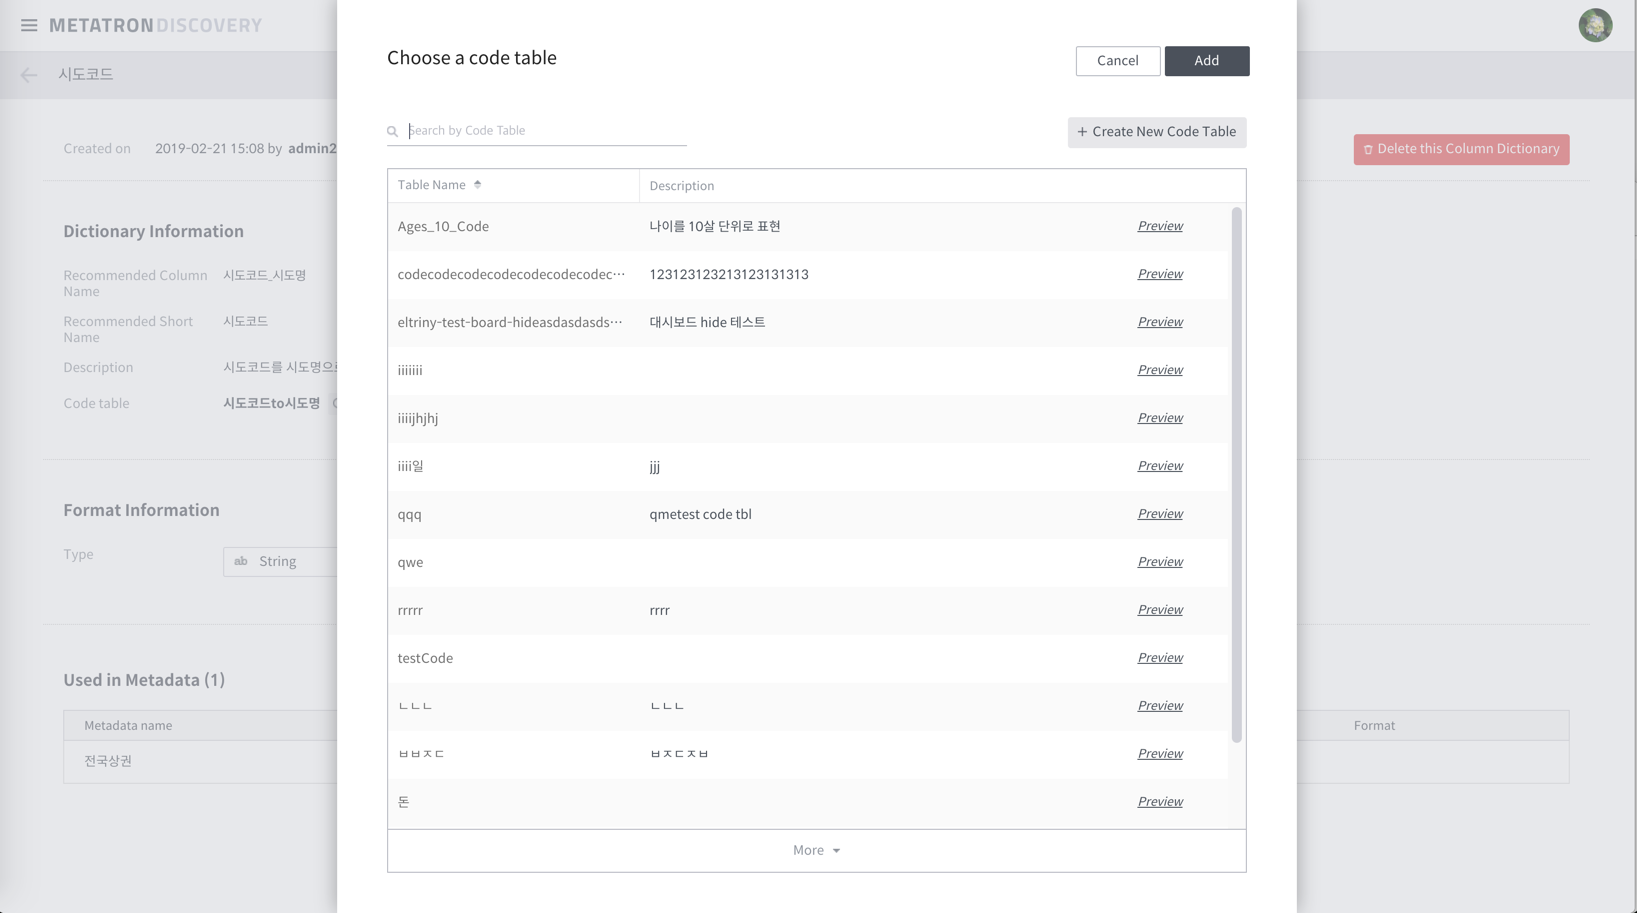 METATRON DISCOVERY
시도코드
Created on 2019-02-21 15:08 by admin2
Delete this Column Dictionary
Dictionary Information
Recommended Column Name 시도코드_시도명
Recommended Short Name 시도코드
Description 시도코드를 시도명으로
Code table 시도코드to시도명
Format Information
Type ab String
Used in Metadata (1)
Metadata name Format
전국상권
Choose a code table
Cancel Add
Search by Code Table
+ Create New Code Table
Table Name Description
Ages_10_Code 나이를 10살 단위로 표현 Preview
codecodecodecodecodecodecodec··· 123123123213123131313 Preview
eltriny-test-board-hideasdasdasds··· 대시보드 hide 테스트 Preview
iiiiiii Preview
iiiijhjhj Preview
iiii일 jjj Preview
qqq qmetest code tbl Preview
qwe Preview
rrrrr rrrr Preview
testCode Preview
ㄴㄴㄴ ㄴㄴㄴ Preview
ㅂㅂㅈㄷ ㅂㅈㄷㅈㅂ Preview
돈 Preview
More